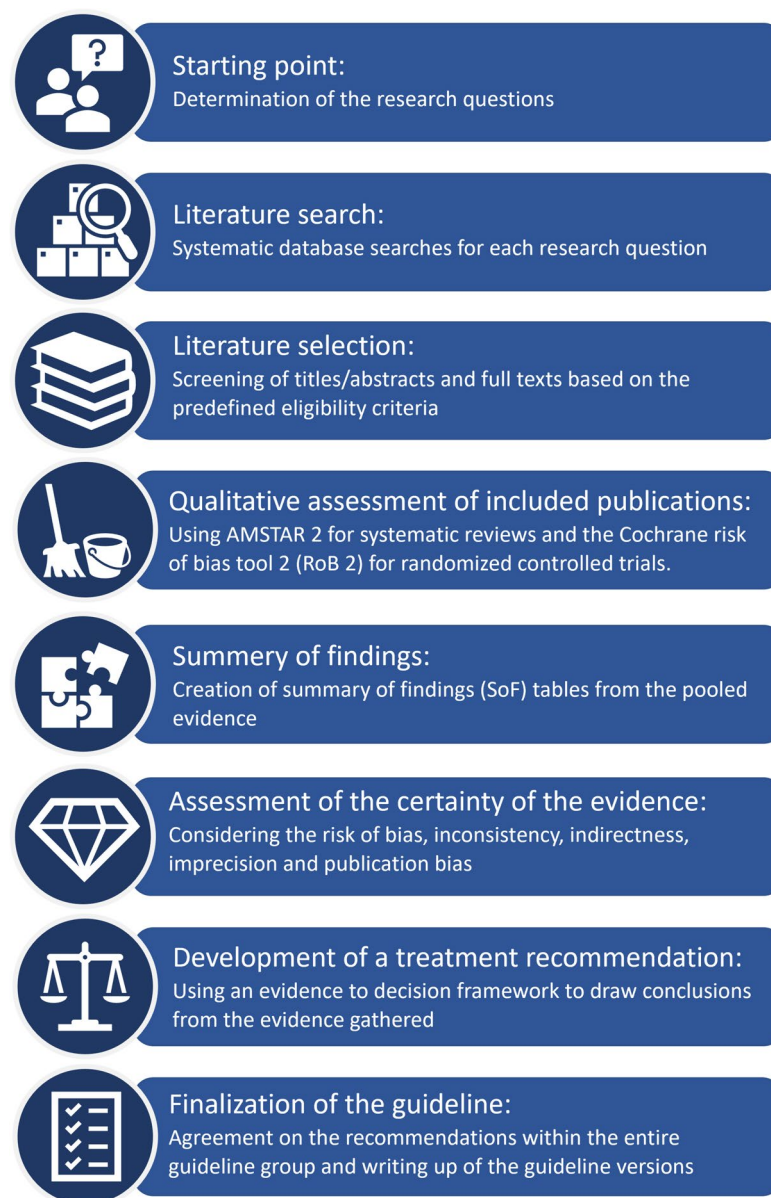 ?
Starting point:
Determination of the research questions
Literature search:
Systematic database searches for each research question
Literature selection:
Screening of titles/abstracts and full texts based on the
predefined eligibility criteria
Qualitative assessment of included publications:
Using AMSTAR 2 for systematic reviews and the Cochrane risk
of bias tool 2 (RoB 2) for randomized controlled trials.
Summery of findings:
Creation of summary of findings (SoF) tables from the pooled
evidence
Assessment of the certainty of the evidence:
Considering the risk of bias, inconsistency, indirectness,
imprecision and publication bias
Development of a treatment recommendation:
Using an evidence to decision framework to draw conclusions
from the evidence gathered
Finalization of the guideline:
Agreement on the recommendations within the entire
guideline group and writing up of the guideline versions